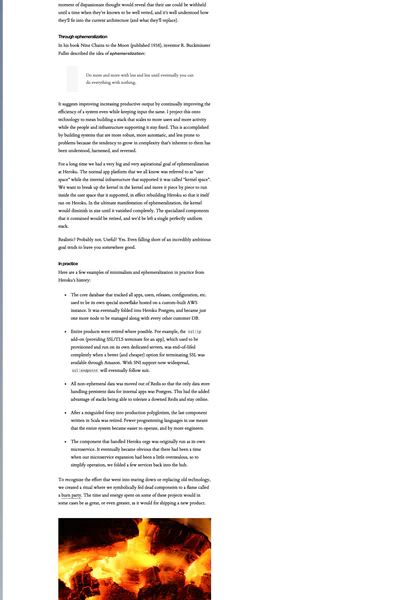 moment of dispassionate thought would reveal that their use could be withheld
until a time when they're known to be well vetted, and it's well understood how
they'll fit into the current architecture (and what they'll replace).
Through ephemeralization
In his book Nine Chains to the Moon (published 1938), inventor R. Buckminster
Fuller described the idea of ephemeralization:
Do more and more with less and less until eventually you can
do everything with nothing.
It suggests improving increasing productive output by continually improving the
efficiency of a system even while keeping input the same. I project this onto
technology to mean building a stack that scales to more users and more activity
while the people and infrastructure supporting it stay fixed. This is accomplished
by building systems that are more robust, more automatic, and less prone to
problems because the tendency to grow in complexity that's inherent to them has
been understood, harnessed, and reversed.
For a long time we had a very big and very aspirational goal of ephemeralization
at Heroku. The normal app platform that we all know was referred to as "user
space" while the internal infrastructure that supported it was called "kernel space".
We want to break up the kernel in the kernel and move it piece by piece to run
inside the user space that it supported, in effect rebuilding Heroku so that it itself
ran on Heroku. In the ultimate manifestation of ephemeralization, the kernel
would diminish in size until it vanished completely. The specialized components
that it contained would be retired, and we'd be left a single perfectly uniform
stack.
Realistic? Probably not. Useful? Yes. Even falling short of an incredibly ambitious
goal tends to leave you somewhere good.
In practice
Here are a few examples of minimalism and ephemeralization in practice from
Heroku's history:
• The core database that tracked all apps, users, releases, configuration, etc.
used to be its own special snowflake hosted on a custom-built AWS
instance. It was eventually folded into Heroku Postgres, and became just
one more node to be managed along with every other customer DB.
• Entire products were retired where possible. For example, the ssl:ip
add-on (providing SSL/TLS terminate for an app), which used to be
provisioned and run on its own dedicated servers, was end-of-lifed
completely when a better (and cheaper) option for terminating SSL was
available through Amazon. With SNI support now widespread,
ssl:endpoint will eventually follow suit.
• All non-ephemeral data was moved out of Redis so that the only data store
handling persistent data for internal apps was Postgres. This had the added
advantage of stacks being able to tolerate a downed Redis and stay online.
• After a misguided foray into production polyglotism, the last component
written in Scala was retired. Fewer programming languages in use meant
that the entire system became easier to operate, and by more engineers.
• The component that handled Heroku orgs was originally run as its own
microservice. It eventually became obvious that there had been a time
when our microservice expansion had been a little overzealous, so to
simplify operation, we folded a few services back into the hub.
To recognize the effort that went into tearing down or replacing old technology,
we created a ritual where we symbolically fed dead components to a flame called
a burn party. The time and energy spent on some of these projects would in
some cases be as great, or even greater, as it would for shipping a new product.